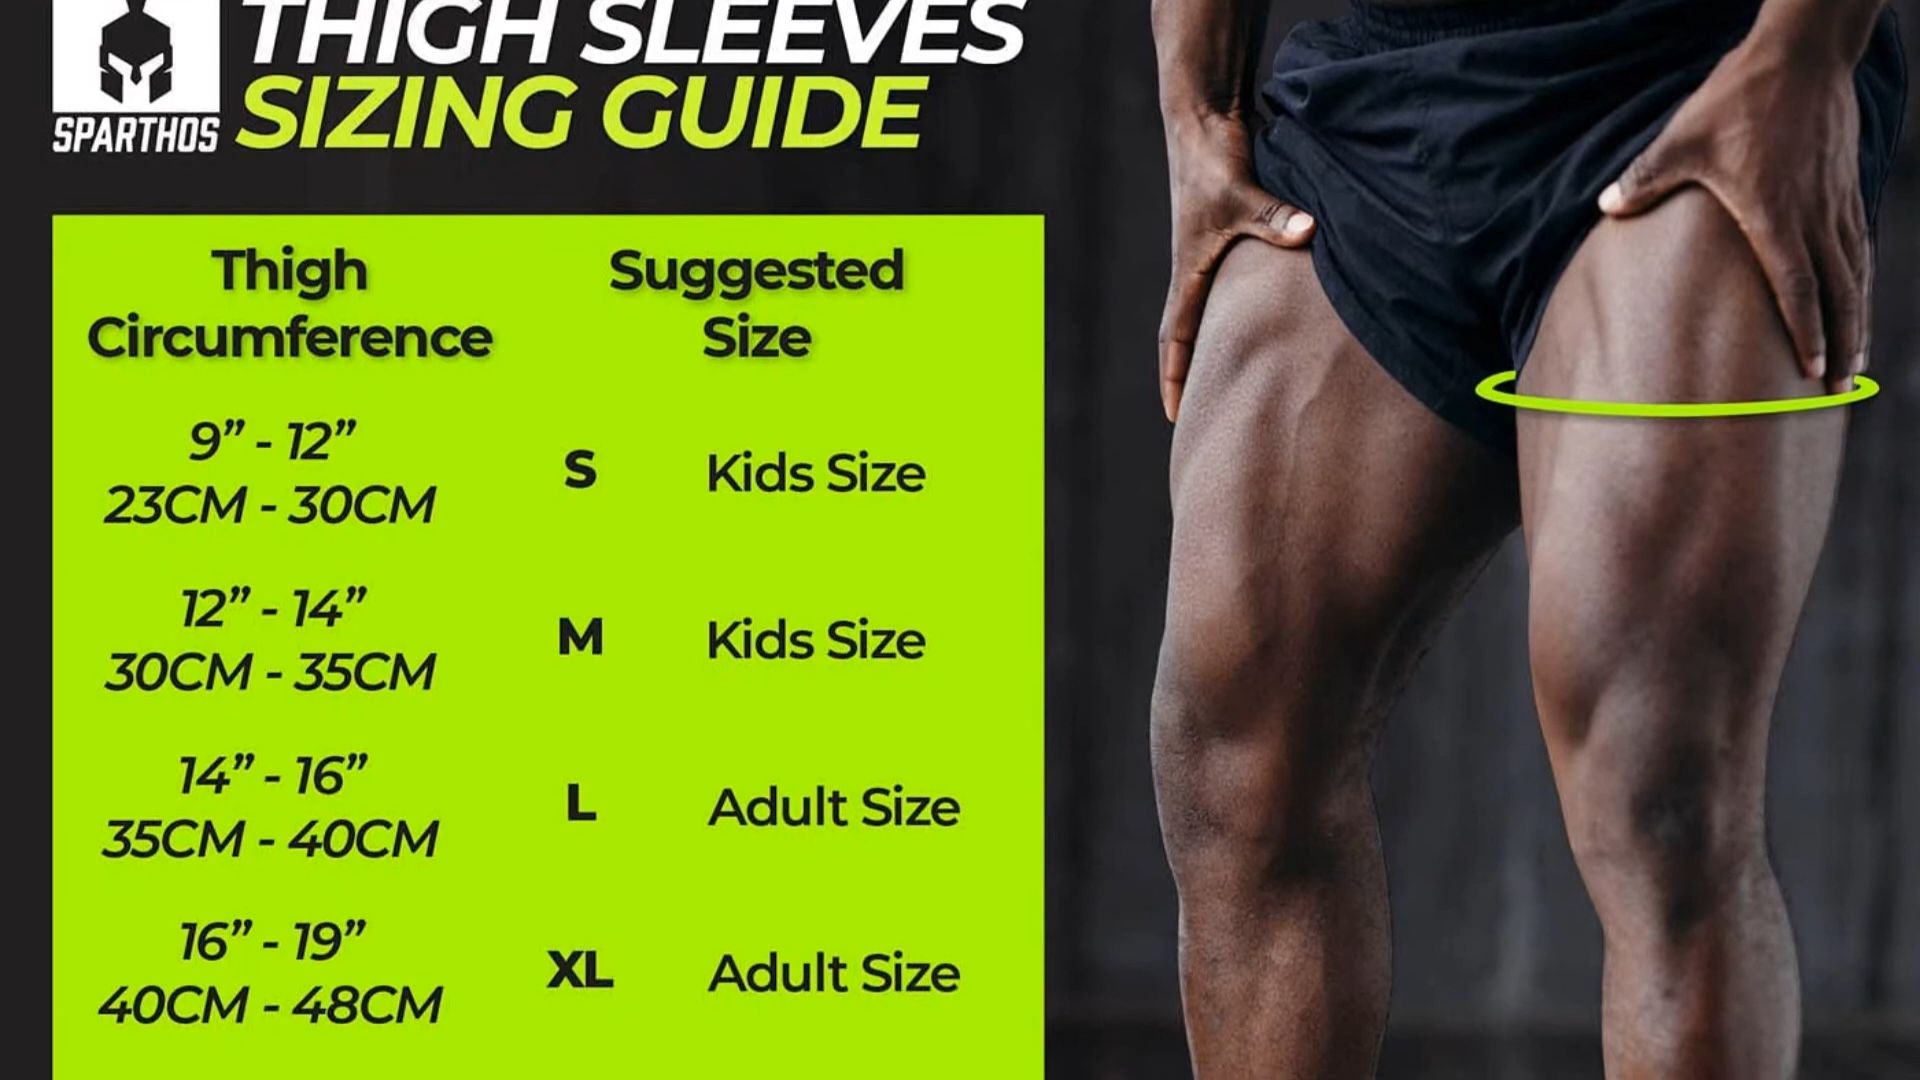 THIGH SLEEVES
SIZING GUIDE
SPARTHOS
Thigh Circumference
Suggested Size
9” - 12”
23CM - 30CM
S
Kids Size
12” - 14”
30CM - 35CM
M
Kids Size
14” - 16”
35CM - 40CM
L
Adult Size
16” - 19”
40CM - 48CM
XL
Adult Size